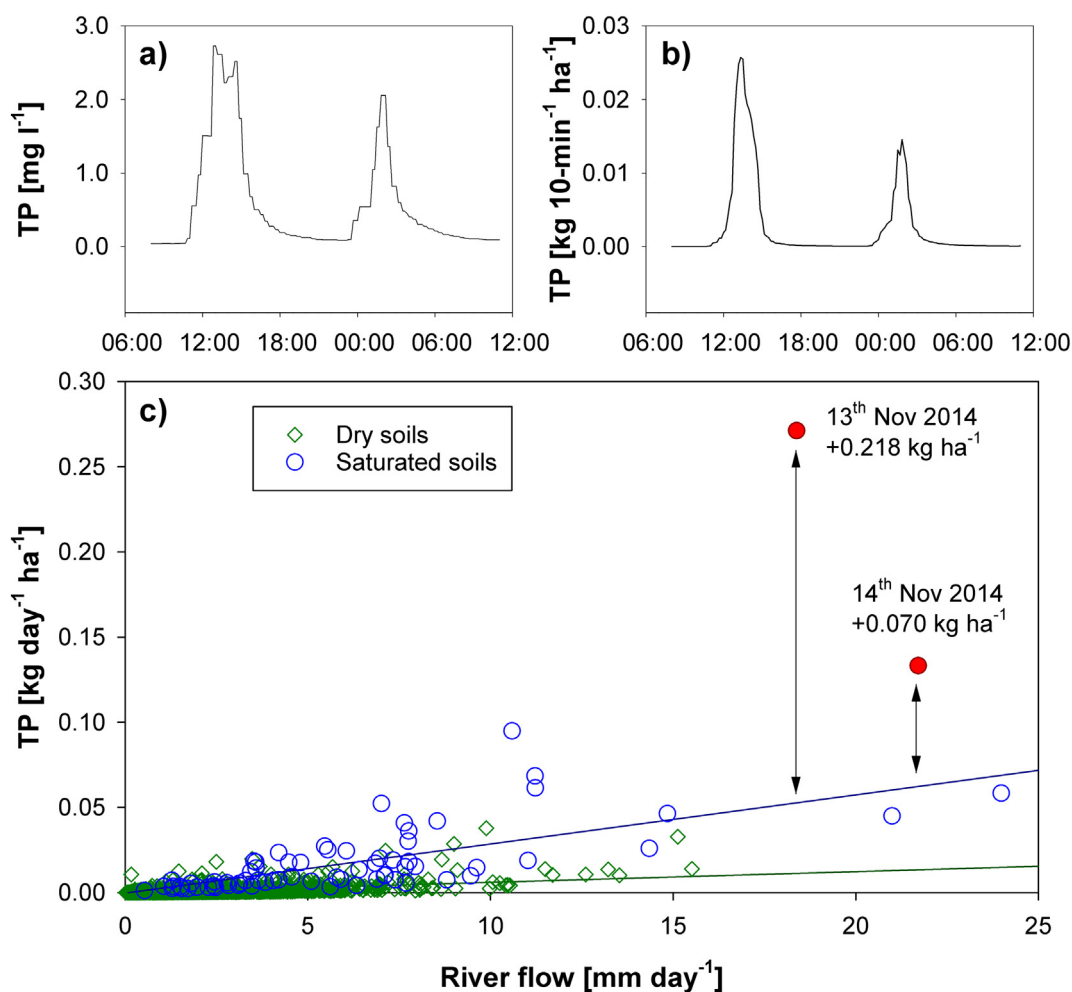 a)
TP [mg l⁻¹]
3.0
2.0
1.0
0.0
06:00 12:00 18:00 00:00 06:00 12:00
b)
TP [kg 10-min⁻¹ ha⁻¹]
0.03
0.02
0.01
0.00
06:00 12:00 18:00 00:00 06:00 12:00
c)
TP [kg day⁻¹ ha⁻¹]
0.30
0.25
0.20
0.15
0.10
0.05
0.00
Dry soils
Saturated soils
13ᵗʰ Nov 2014
+0.218 kg ha⁻¹
14ᵗʰ Nov 2014
+0.070 kg ha⁻¹
0 5 10 15 20 25
River flow [mm day⁻¹]